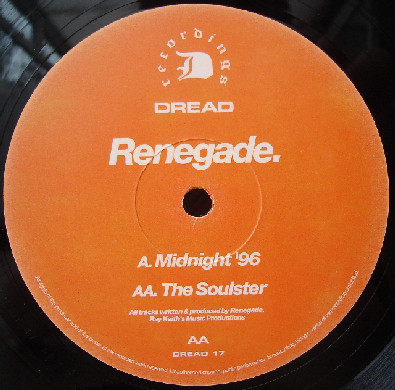 recordings
D
DREAD
Renegade.
A. Midnight '96
AA. The Soulster
All tracks written & produced by Renegade.
Ray Keith's Music Productions
AA
DREAD 17